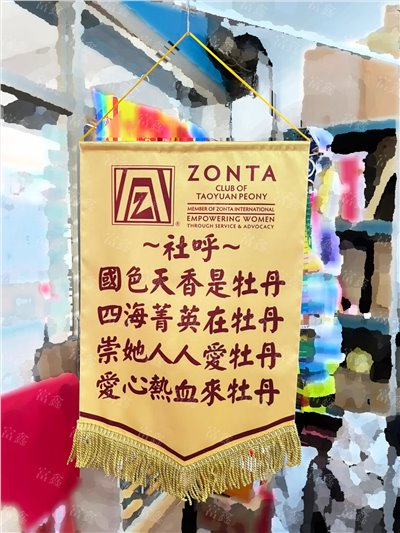 ZONTA
CLUB OF
TAOYUAN PEONY
MEMBER OF ZONTA INTERNATIONAL
EMPOWERING WOMEN
THROUGH SERVICE & ADVOCACY
~社呼~
國色天香是牡丹
四海菁英在牡丹
崇她人人愛牡丹
愛心熱血來牡丹